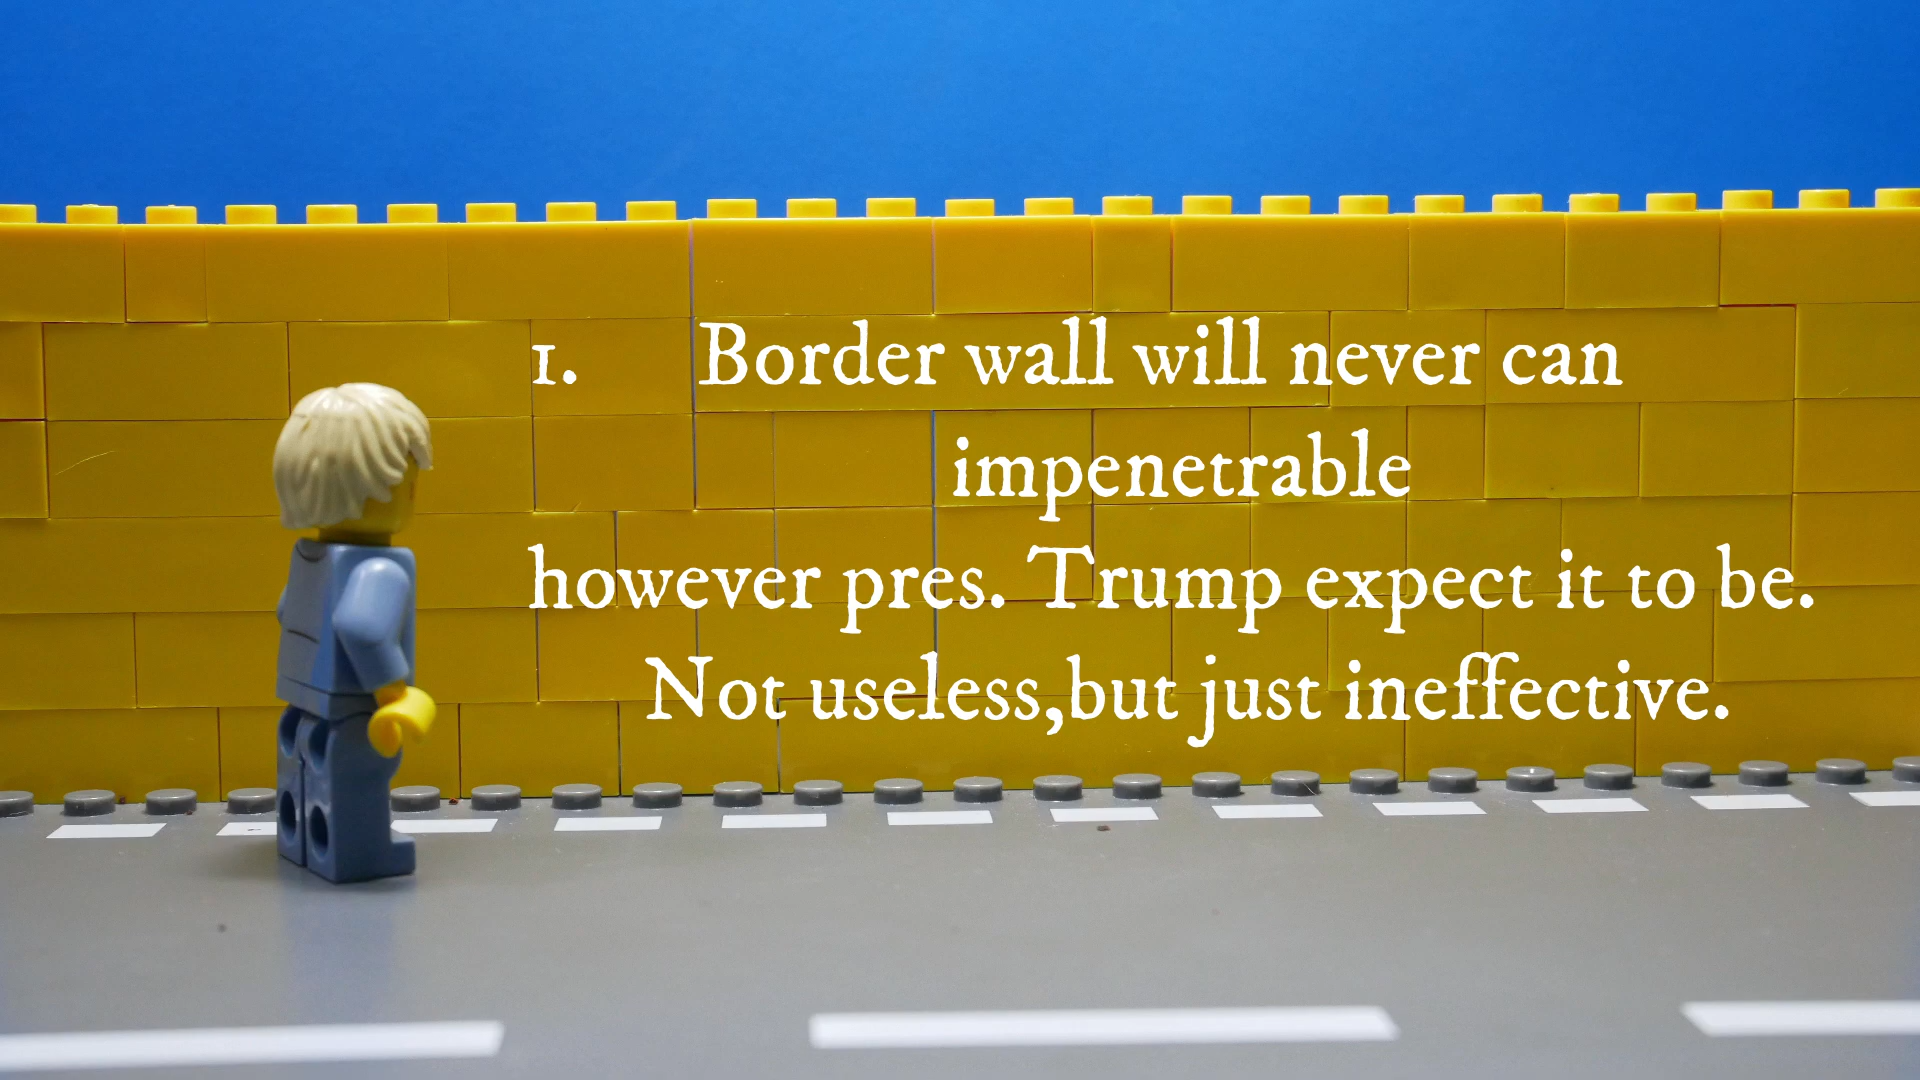 1. Border wall will never can
impenetrable
however pres. Trump expect it to be.
Not useless,but just ineffective.